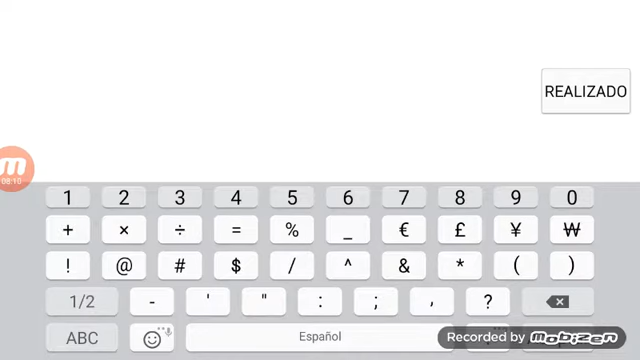 REALIZADO
08:10
1 2 3 4 5 6 7 8 9 0
+ × ÷ = % _ € £ ¥ ₩
! @ # $ / ^ & * ( )
1/2 - ' " : ; , ?
ABC Español
Recorded by mobizen